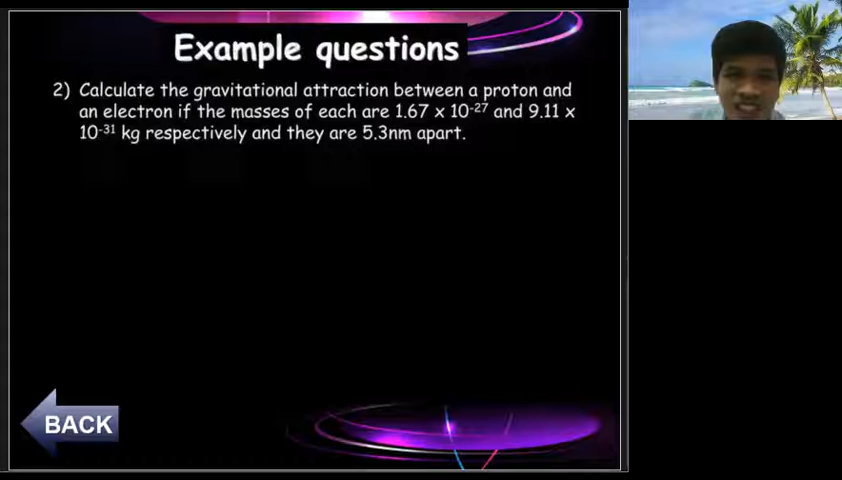 Example questions
2) Calculate the gravitational attraction between a proton and
an electron if the masses of each are 1.67 x 10⁻²⁷ and 9.11 x
10⁻³¹ kg respectively and they are 5.3nm apart.
BACK